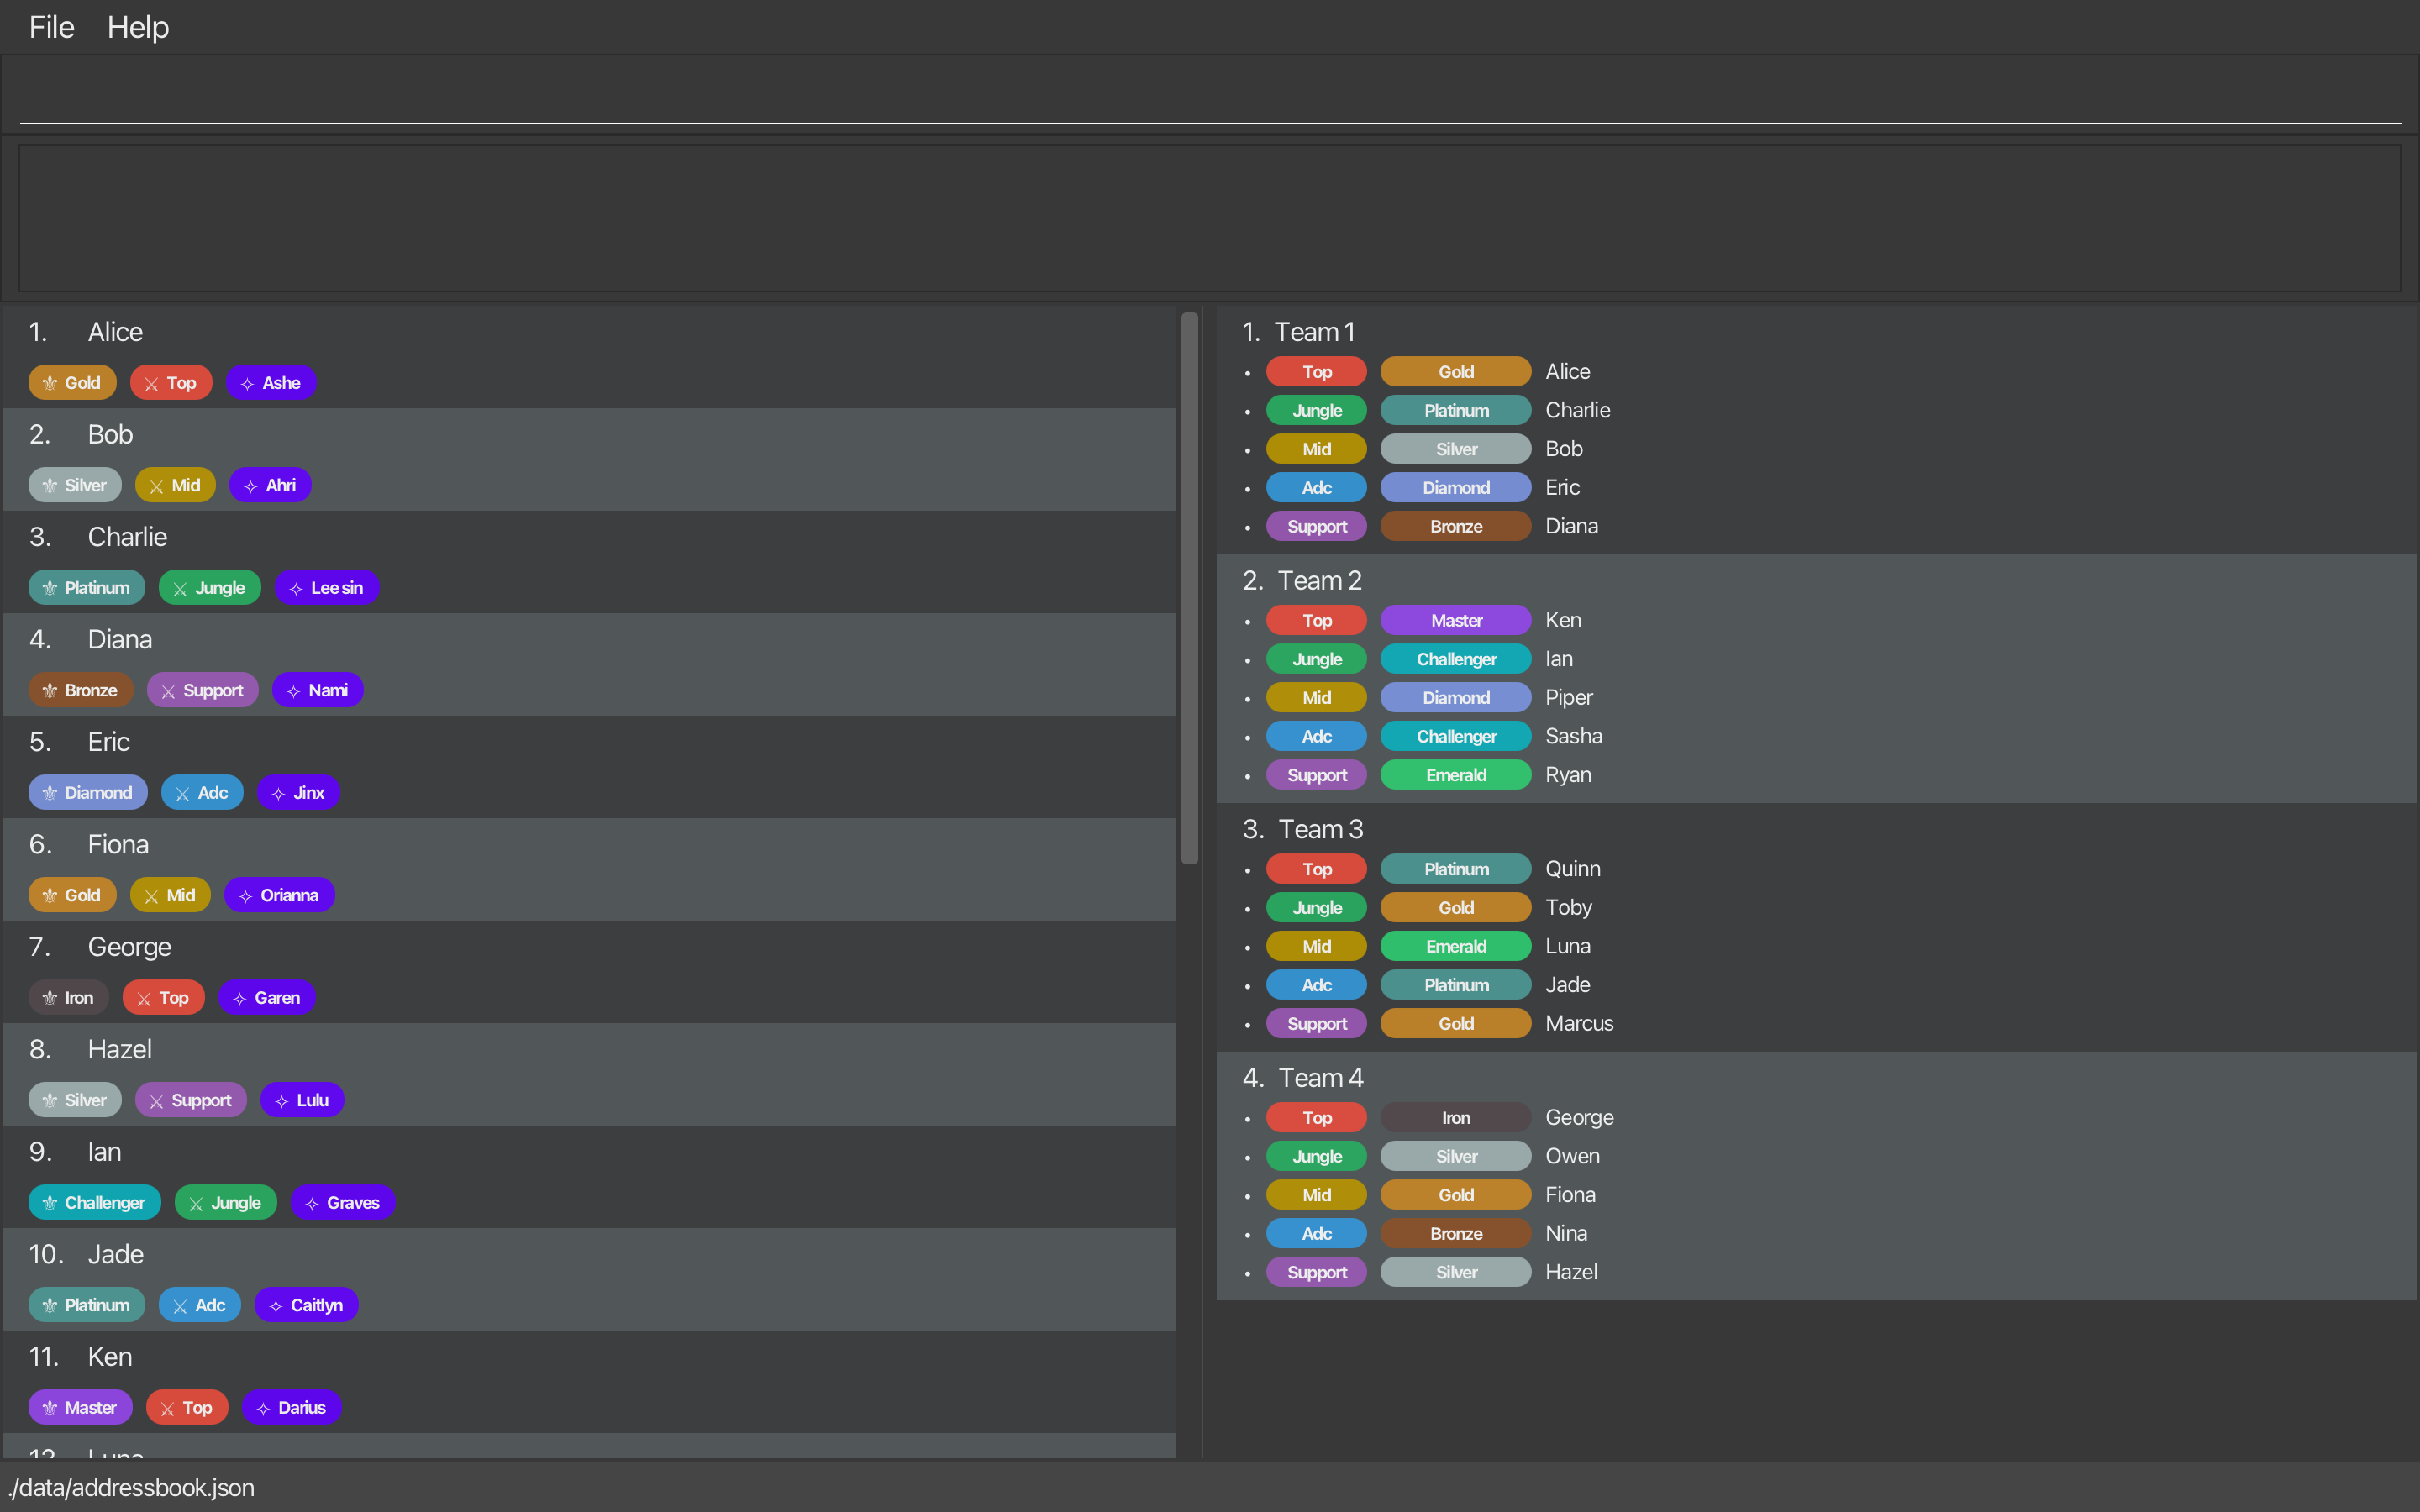 File Help
1. Alice
Gold Top Ashe
2. Bob
Silver Mid Ahri
3. Charlie
Platinum Jungle Lee sin
4. Diana
Bronze Support Nami
5. Eric
Diamond Adc Jinx
6. Fiona
Gold Mid Orianna
7. George
Iron Top Garen
8. Hazel
Silver Support Lulu
9. Ian
Challenger Jungle Graves
10. Jade
Platinum Adc Caitlyn
11. Ken
Master Top Darius
12. Luna
1. Team 1
• Top Gold Alice
• Jungle Platinum Charlie
• Mid Silver Bob
• Adc Diamond Eric
• Support Bronze Diana
2. Team 2
• Top Master Ken
• Jungle Challenger Ian
• Mid Diamond Piper
• Adc Challenger Sasha
• Support Emerald Ryan
3. Team 3
• Top Platinum Quinn
• Jungle Gold Toby
• Mid Emerald Luna
• Adc Platinum Jade
• Support Gold Marcus
4. Team 4
• Top Iron George
• Jungle Silver Owen
• Mid Gold Fiona
• Adc Bronze Nina
• Support Silver Hazel
./data/addressbook.json